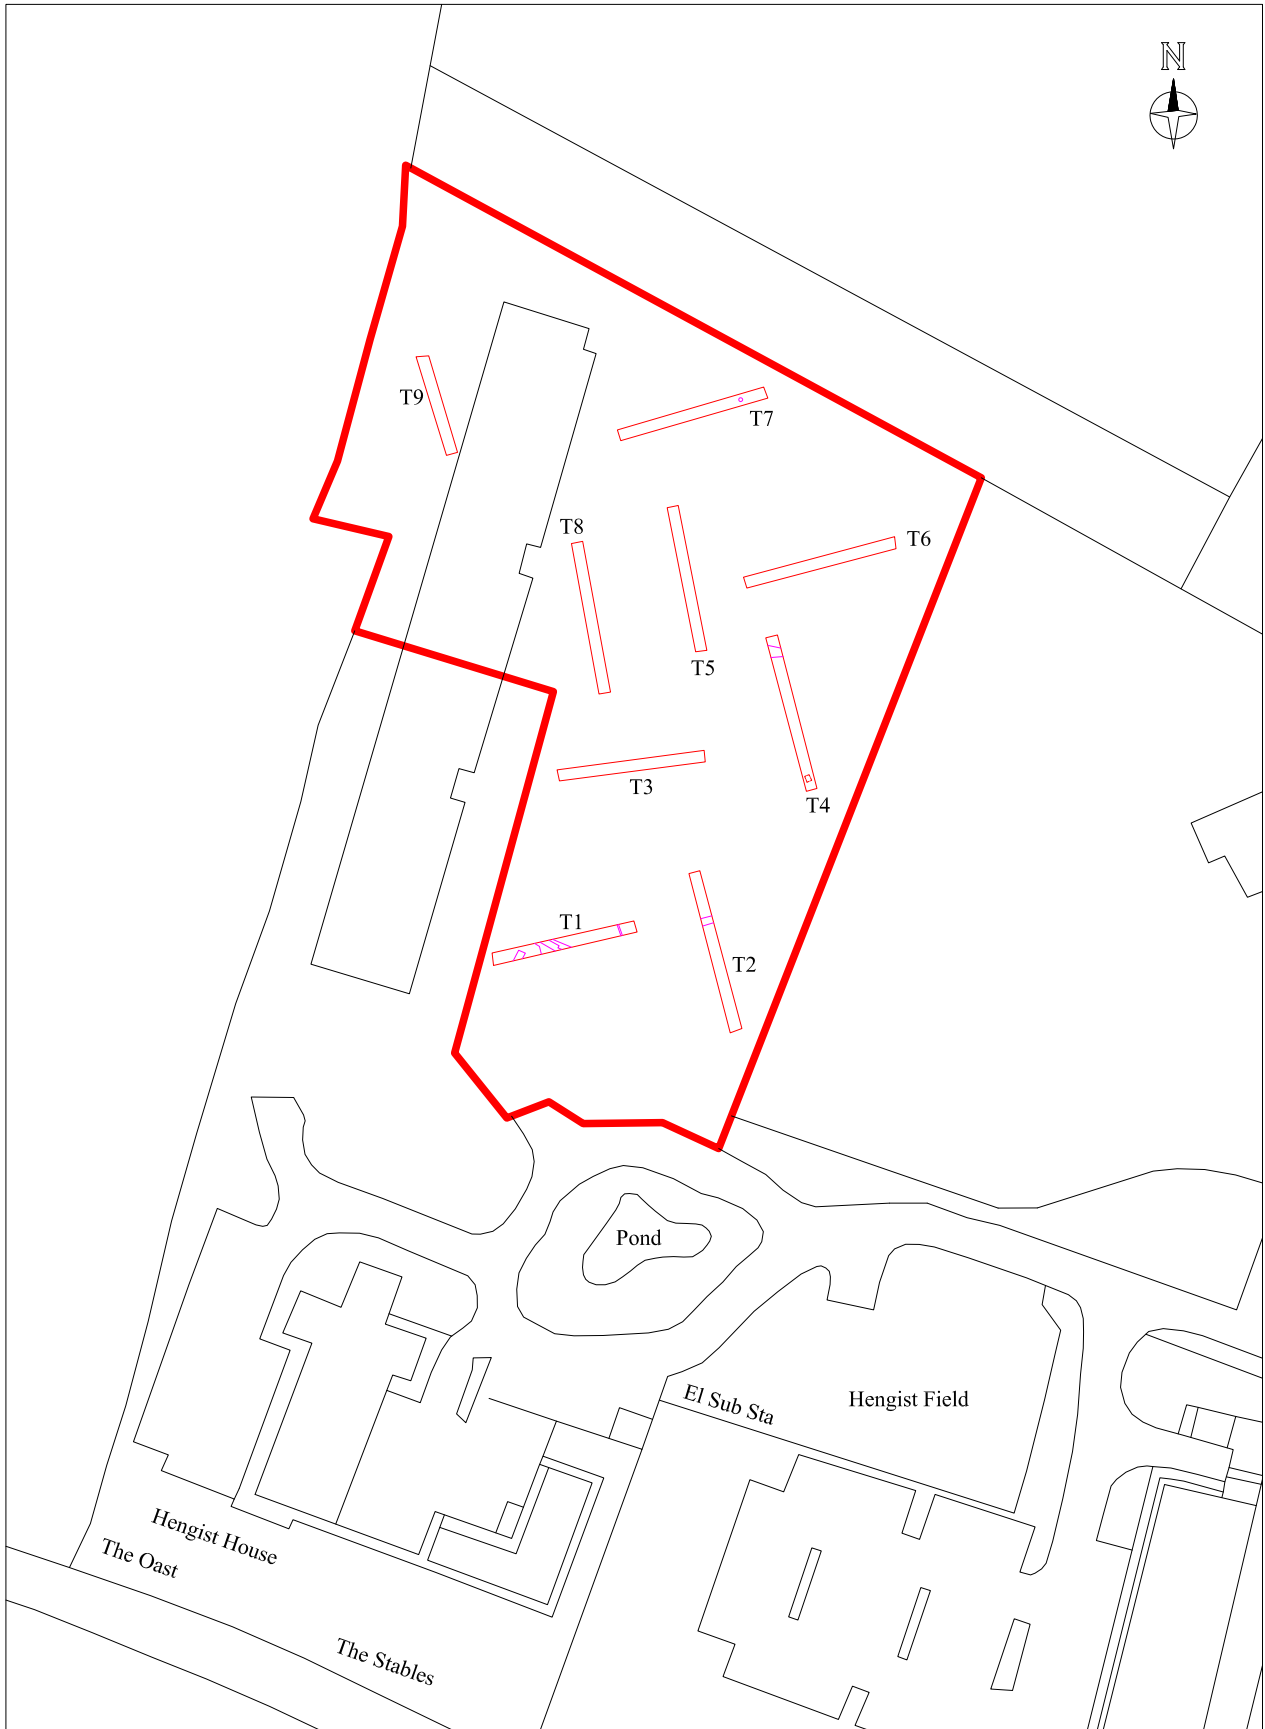 N
T9
T7
T8
T6
T5
T3
T4
T1
T2
Pond
El Sub Sta
Hengist Field
Hengist House
The Oast
The Stables